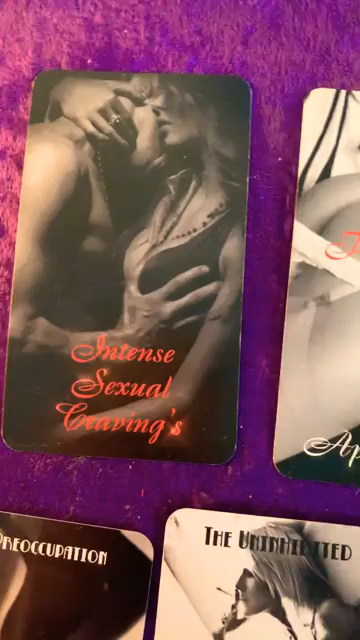 Intense
Sexual
Craving's
PREOCCUPATION
THE UNINHIBITED